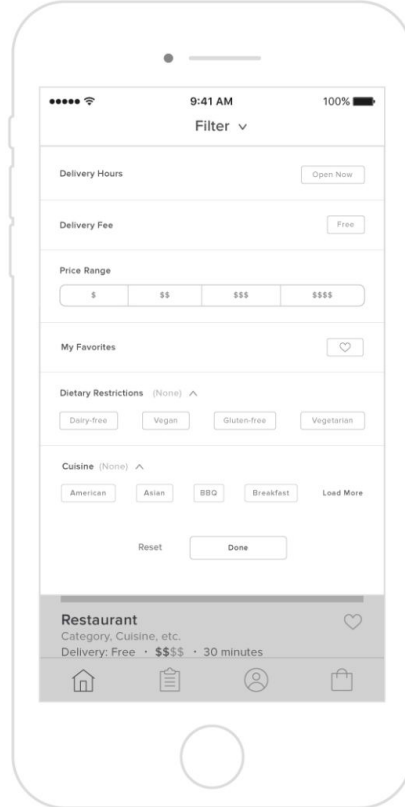 9:41 AM 100%
Filter
Delivery Hours Open Now
Delivery Fee Free
Price Range
$ $$ $$$ $$$$
My Favorites
Dietary Restrictions (None)
Dairy-free Vegan Gluten-free Vegetarian
Cuisine (None)
American Asian BBQ Breakfast Load More
Reset Done
Restaurant
Category, Cuisine, etc.
Delivery: Free · $$$$ · 30 minutes